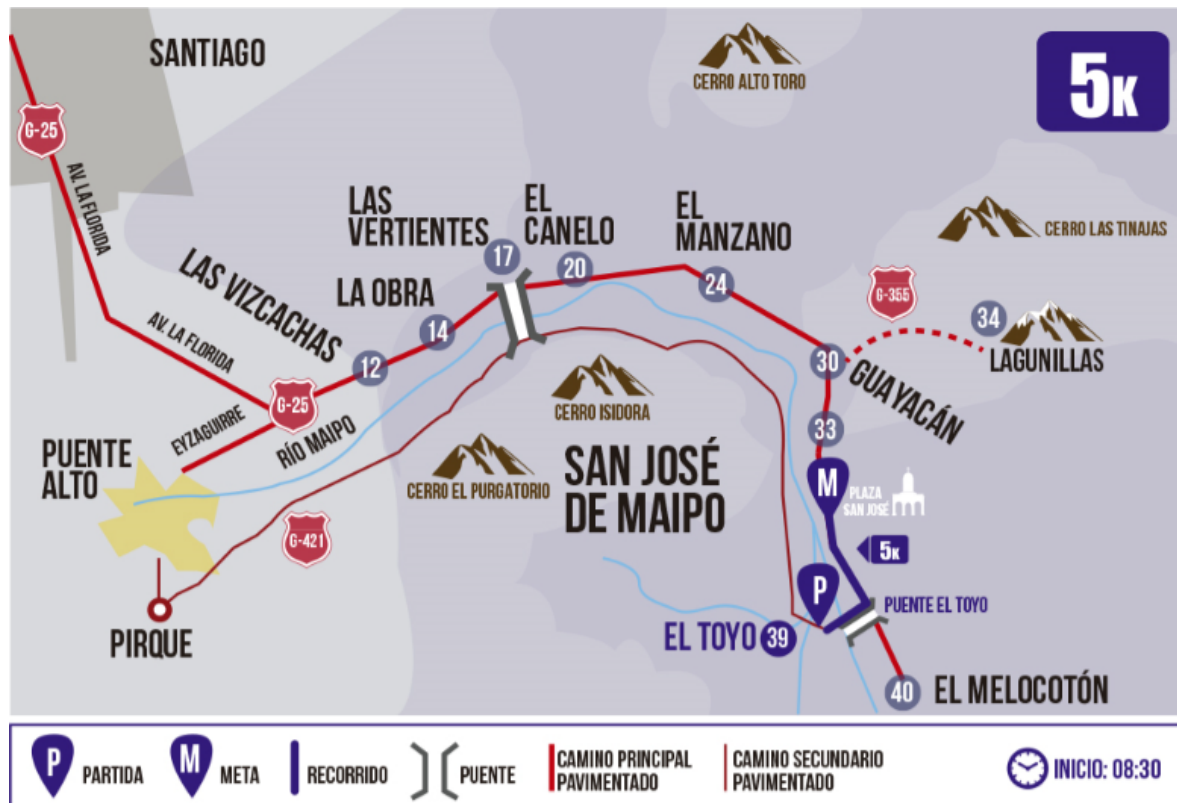 SANTIAGO
CERRO ALTO TORO
5K
G-25
AV. LA FLORIDA
LAS
VERTIENTES
17
EL
CANELO
20
EL
MANZANO
24
CERRO LAS TINAJAS
G-355
34
LAGUNILLAS
LAS VIZCACHAS
LA OBRA
14
12
AV. LA FLORIDA
G-25
EYZAGUIRRE
RÍO MAIPO
30
GUAYACÁN
33
CERRO ISIDORA
PUENTE
ALTO
CERRO EL PURGATORIO
SAN JOSÉ
DE MAIPO
M
PLAZA
SAN JOSÉ
G-421
5K
P
PUENTE EL TOYO
PIRQUE
EL TOYO 39
40 EL MELOCOTÓN
P PARTIDA
M META
RECORRIDO
PUENTE
CAMINO PRINCIPAL
PAVIMENTADO
CAMINO SECUNDARIO
PAVIMENTADO
INICIO: 08:30